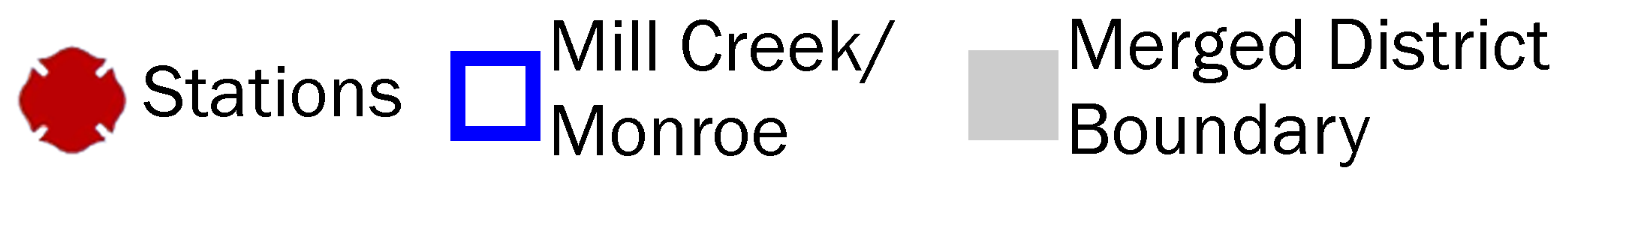 Stations
Mill Creek/
Monroe
Merged District
Boundary